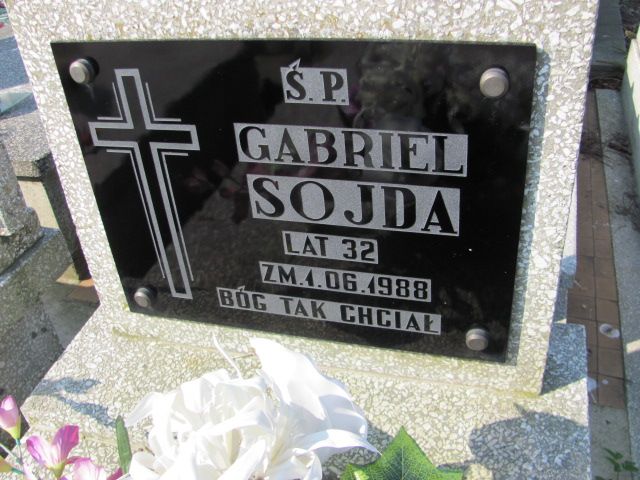 Ś.P.
GABRIEL
SOJDA
LAT 32
ZM.1.06.1988
BÓG TAK CHCIAŁ